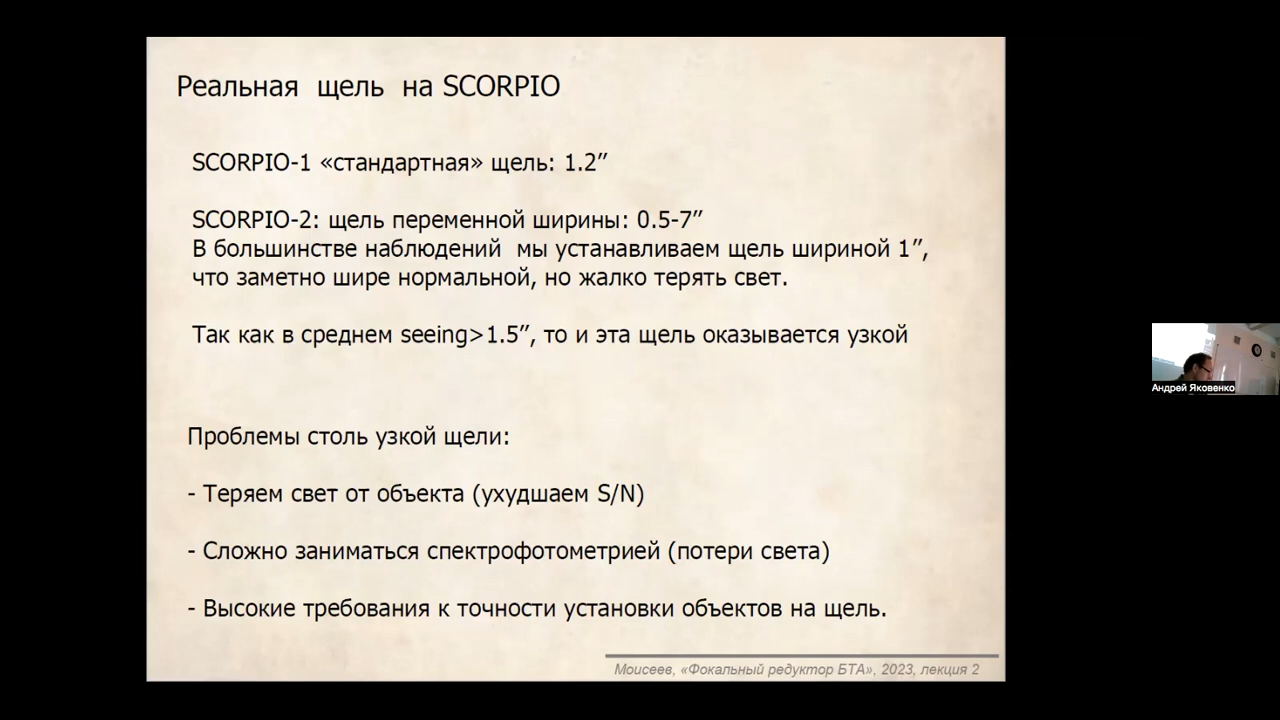 Реальная щель на SCORPIO
SCORPIO-1 «стандартная» щель: 1.2’’
SCORPIO-2: щель переменной ширины: 0.5-7’’
В большинстве наблюдений мы устанавливаем щель шириной 1’’,
что заметно шире нормальной, но жалко терять свет.
Так как в среднем seeing>1.5’’, то и эта щель оказывается узкой
Проблемы столь узкой щели:
- Теряем свет от объекта (ухудшаем S/N)
- Сложно заниматься спектрофотометрией (потери света)
- Высокие требования к точности установки объектов на щель.
Моисеев, «Фокальный редуктор БТА», 2023, лекция 2
Андрей Яковенко